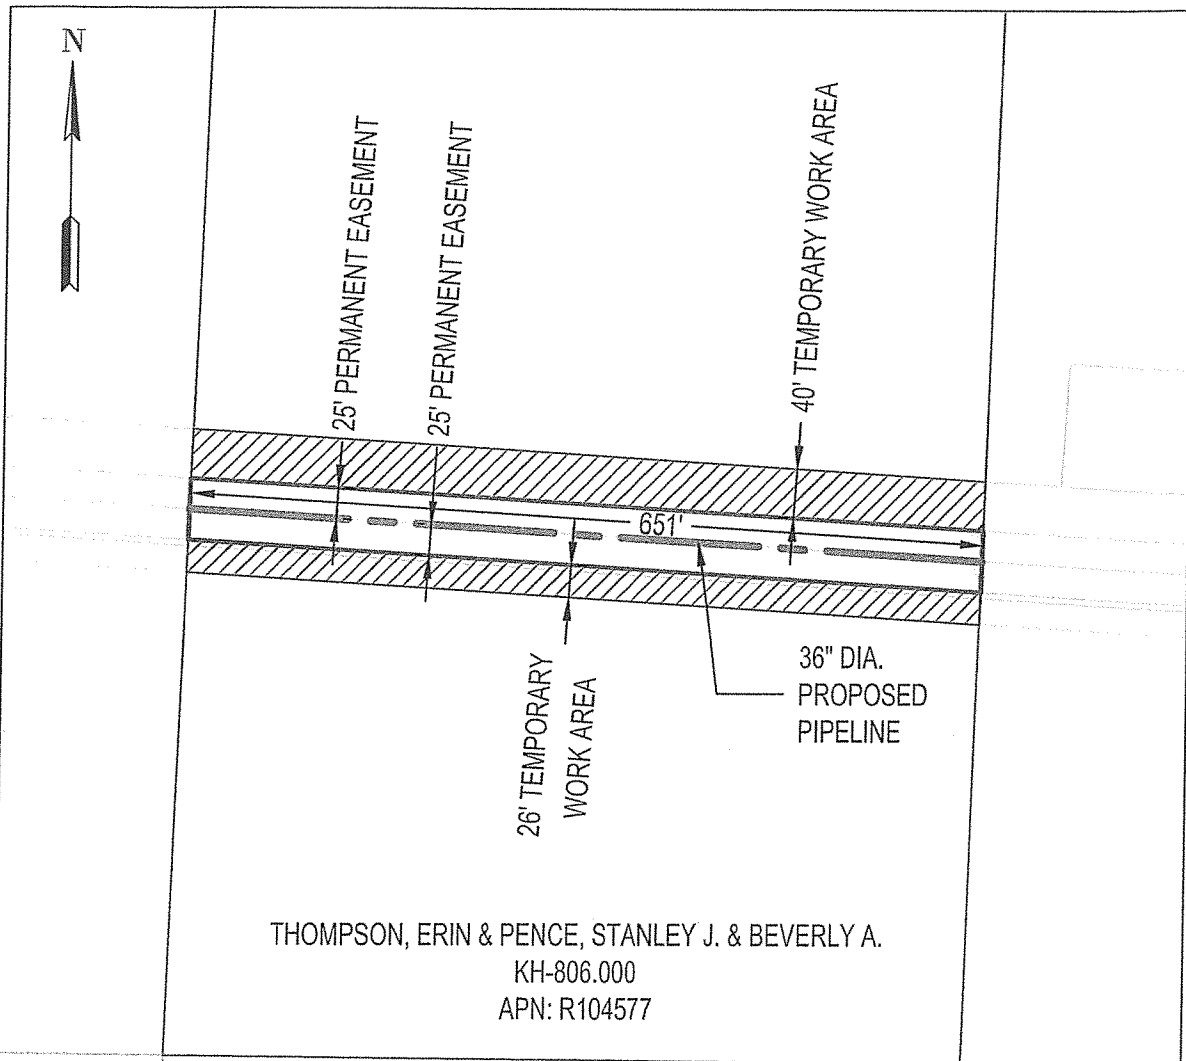 N
25' PERMANENT EASEMENT
25' PERMANENT EASEMENT
40' TEMPORARY WORK AREA
651'
26' TEMPORARY
WORK AREA
36" DIA.
PROPOSED
PIPELINE
THOMPSON, ERIN & PENCE, STANLEY J. & BEVERLY A.
KH-806.000
APN: R104577